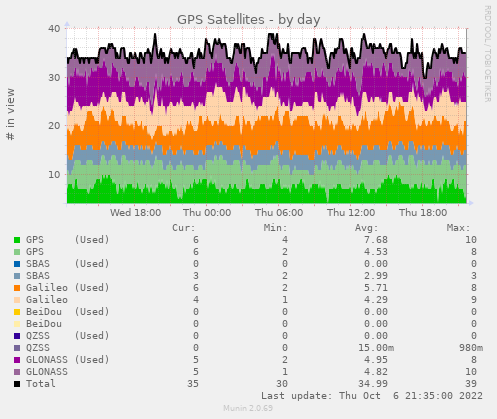 GPS Satellites - by day
RRDTOOL / TOBI OETIKER
# in view
40
30
20
10
Wed 18:00 Thu 00:00 Thu 06:00 Thu 12:00 Thu 18:00
Cur: Min: Avg: Max:
GPS (Used) 6 4 7.68 10
GPS 6 2 4.53 8
SBAS (Used) 0 0 0.00 0
SBAS 3 2 2.99 3
Galileo (Used) 6 2 5.71 8
Galileo 4 1 4.29 9
BeiDou (Used) 0 0 0.00 0
BeiDou 0 0 0.00 0
QZSS (Used) 0 0 0.00 0
QZSS 0 0 15.00m 980m
GLONASS (Used) 5 2 4.95 8
GLONASS 5 1 4.82 10
Total 35 30 34.99 39
Last update: Thu Oct 6 21:35:00 2022
Munin 2.0.69